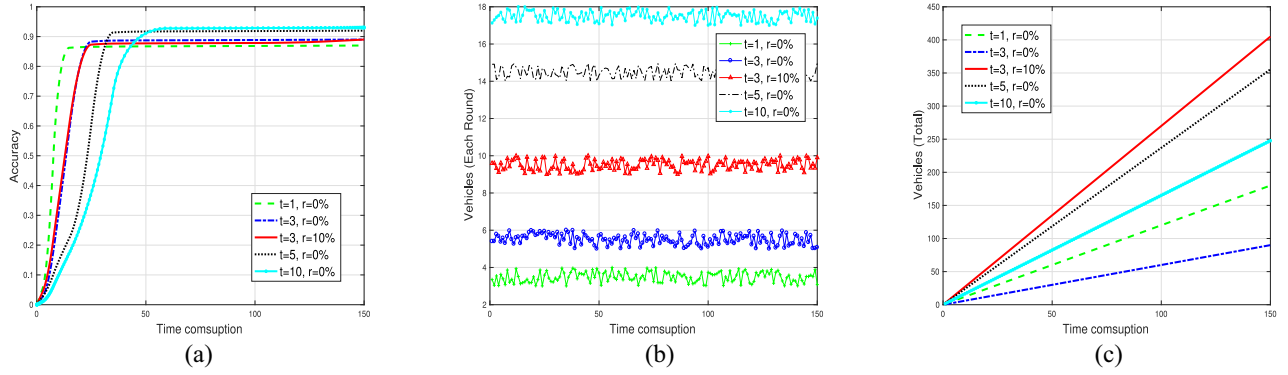 1
0.9
0.8
0.7
0.6
0.5
0.4
0.3
0.2
0.1
0
Accuracy
t=1, r=0%
t=3, r=0%
t=3, r=10%
t=5, r=0%
t=10, r=0%
0 50 100 150
Time comsuption
(a)
18
16
14
12
10
8
6
4
2
Vehicles (Each Round)
t=1, r=0%
t=3, r=0%
t=3, r=10%
t=5, r=0%
t=10, r=0%
0 50 100 150
Time comsuption
(b)
450
400
350
300
250
200
150
100
50
0
Vehicles (Total)
t=1, r=0%
t=3, r=0%
t=3, r=10%
t=5, r=0%
t=10, r=0%
0 50 100 150
Time comsuption
(c)